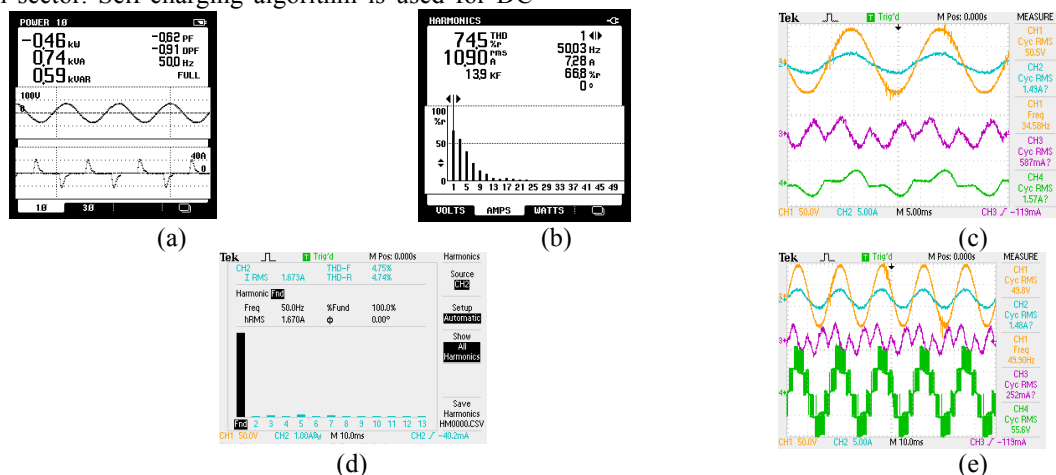 r sector. Self charging algorithm is used for DC
POWER 1Ø
-0.46 kW
-0.62 PF
-0.91 DPF
0.74 kVA
50.0 Hz
0.59 kVAR
FULL
100V
0
40A
0
1Ø 3Ø
(a)
HARMONICS
74.5 THD %r
1
10.90 rms A
50.03 Hz
7.28 A
13.9 KF
66.8 %r
0 °
100
%r
50
0
1 5 9 13 17 21 25 29 33 37 41 45 49
VOLTS AMPS WATTS
(b)
Tek T Trig'd M Pos: 0.000s MEASURE
CH1
Cyc RMS
50.5V
CH2
Cyc RMS
1.49A?
CH1
Freq
34.58Hz
CH3
Cyc RMS
587mA?
CH4
Cyc RMS
1.57A?
2
3
4
CH1 50.0V CH2 5.00A M 5.00ms CH3 -119mA
(c)
Tek T Trig'd M Pos: 0.000s Harmonics
CH2 THD-F 4.75%
I RMS 1.673A THD-R 4.74%
Source
CH2
Harmonic Fnd
Freq 50.0Hz %Fund 100.0%
hRMS 1.670A ϕ 0.00°
Setup
Automatic
Show
All
Harmonics
Save
Harmonics
HM0000.CSV
Fnd 2 3 4 5 6 7 8 9 10 11 12 13
CH1 50.0V CH2 1.00A M 10.0ms CH2 -40.2mA
(d)
Tek T Trig'd M Pos: 0.000s MEASURE
CH1
Cyc RMS
49.8V
CH2
Cyc RMS
1.48A?
CH1
Freq
49.90Hz
CH3
Cyc RMS
252mA?
CH4
Cyc RMS
55.6V
2
3
4
CH1 50.0V CH2 5.00A M 10.0ms CH3 -119mA
(e)